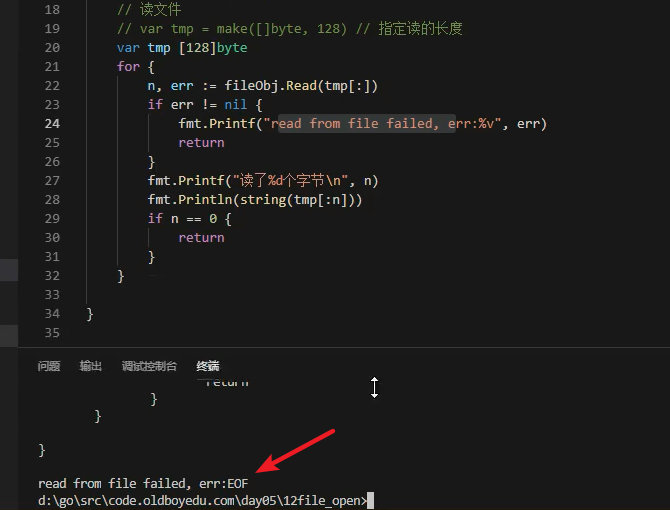 18 // 读文件
19 // var tmp = make([]byte, 128) // 指定读的长度
20 var tmp [128]byte
21 for {
22 n, err := fileObj.Read(tmp[:])
23 if err != nil {
24 fmt.Printf("read from file failed, err:%v", err)
25 return
26 }
27 fmt.Printf("读了%d个字节\n", n)
28 fmt.Println(string(tmp[:n]))
29 if n == 0 {
30 return
31 }
32 }
33
34 }
35
问题 输出 调试控制台 终端
return
}
}
}
read from file failed, err:EOF
d:\go\src\code.oldboyedu.com\day05\12file_open>